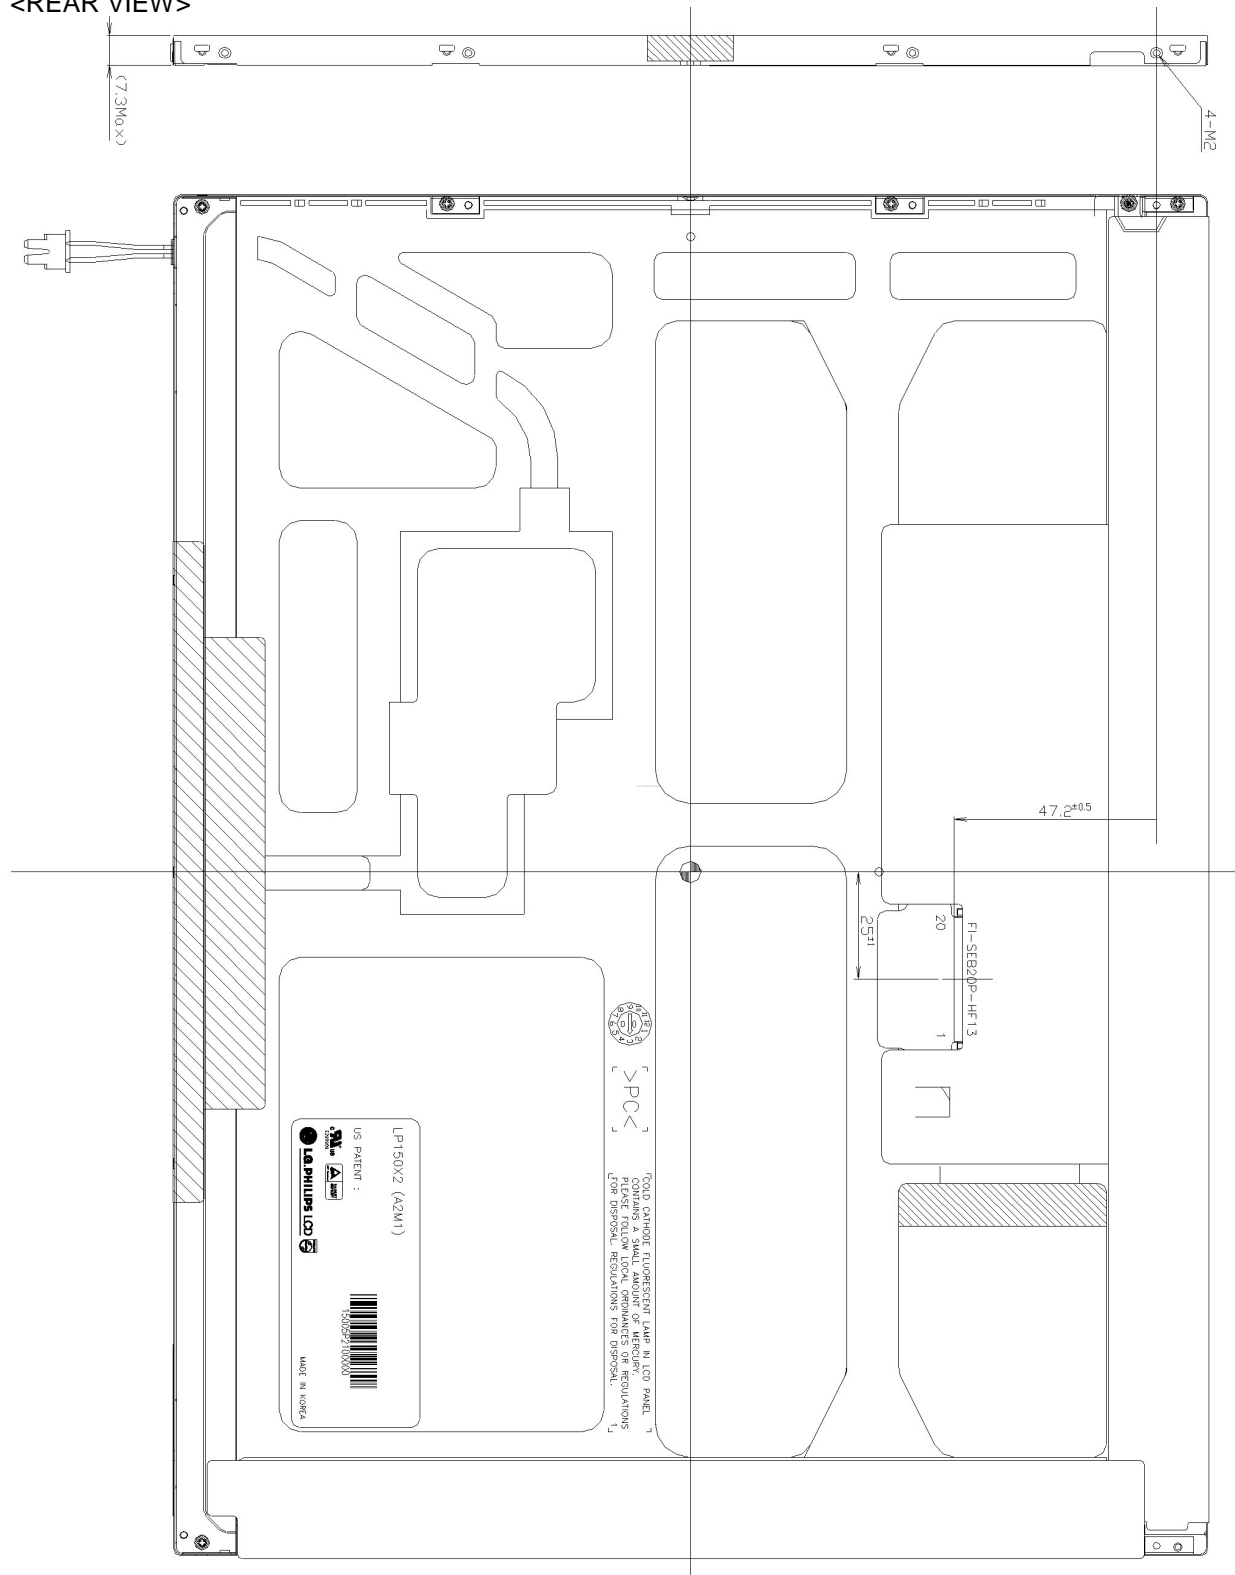 <REAR VIEW>
(7.3Max)
4-M2
47.2±0.5
25±1
20
FI-SEB20P-HF13
1
>PC<
「COLD CATHODE FLUORESCENT LAMP IN LCD PANEL
CONTAINS A SMALL AMOUNT OF MERCURY.
PLEASE FOLLOW LOCAL ORDINANCES OR REGULATIONS
FOR DISPOSAL. REGULATIONS FOR DISPOSAL.
LP150X2 (A2M1)
US PATENT :
LG.PHILIPS LCD
MADE IN KOREA